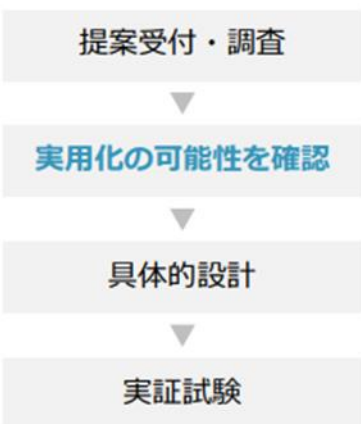 提案受付・調査
実用化の可能性を確認
具体的設計
実証試験